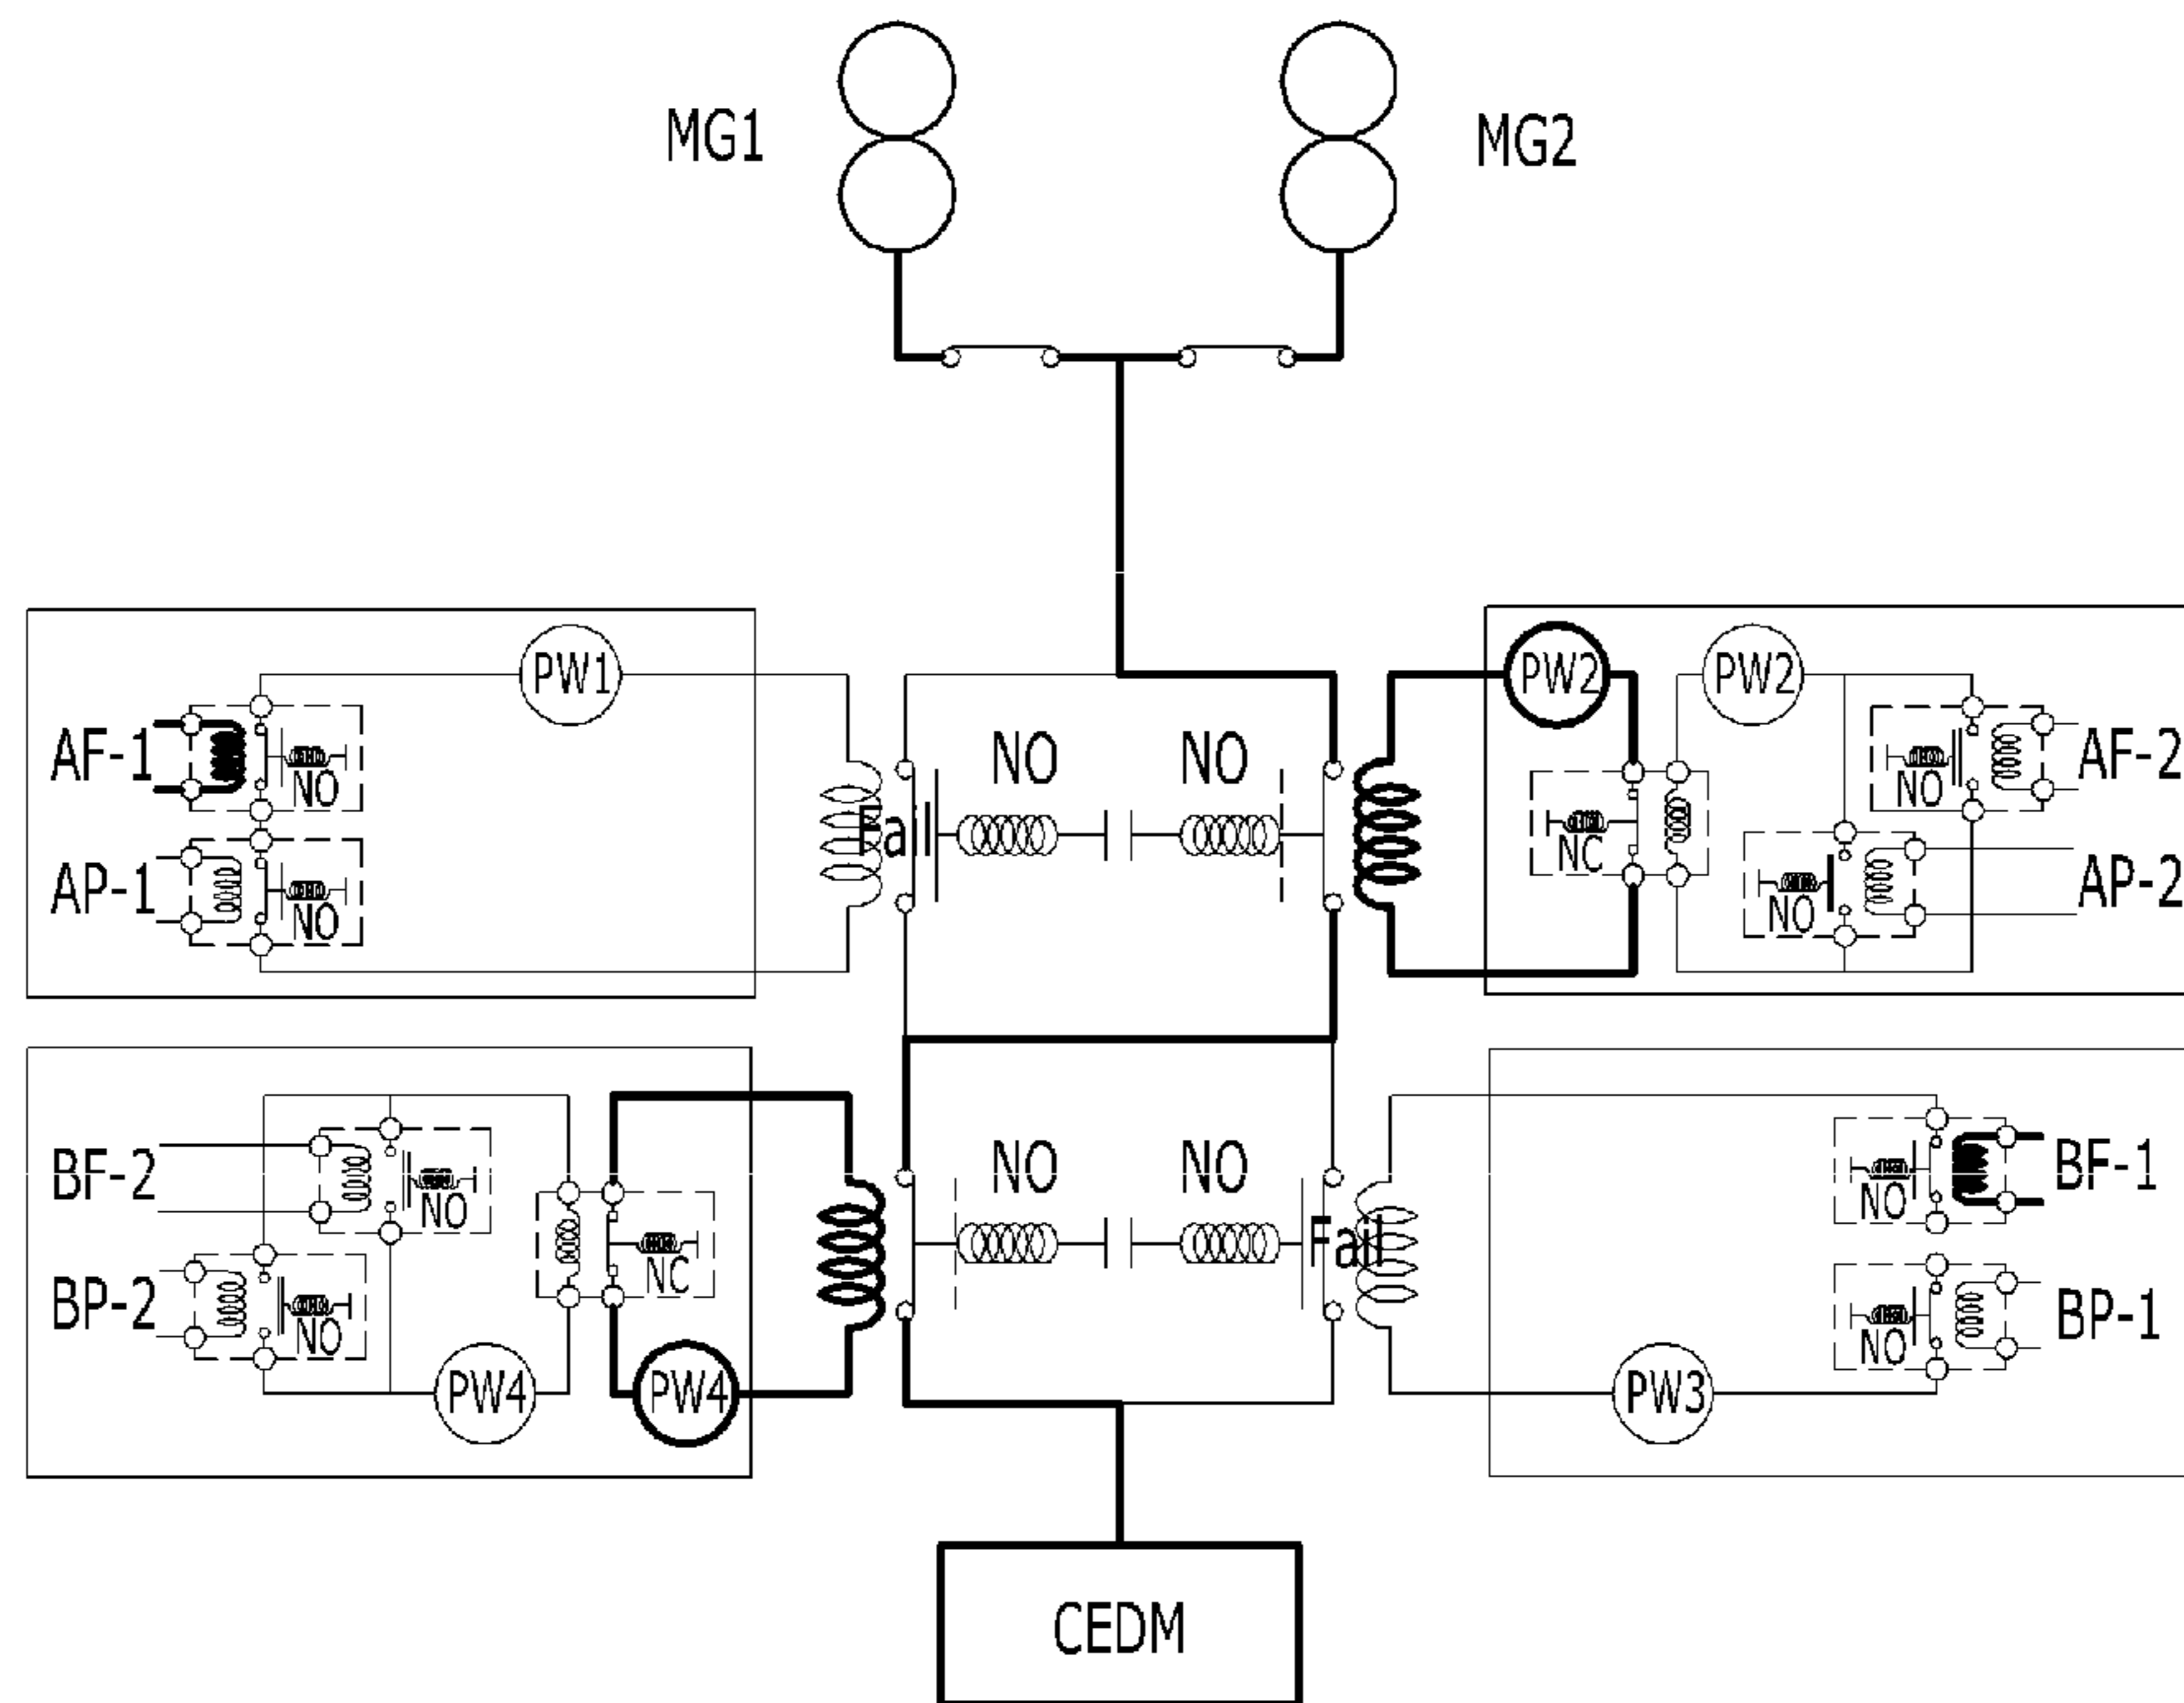 MG1
MG2
PW1
PW2
PW2
AF-1
NO
NO
NO
NO
AF-2
Fail
NC
AP-1
NO
NO
AP-2
BF-2
NO
NO
NO
NO
BF-1
Fail
NC
BP-2
NO
NO
BP-1
PW4
PW4
PW3
CEDM